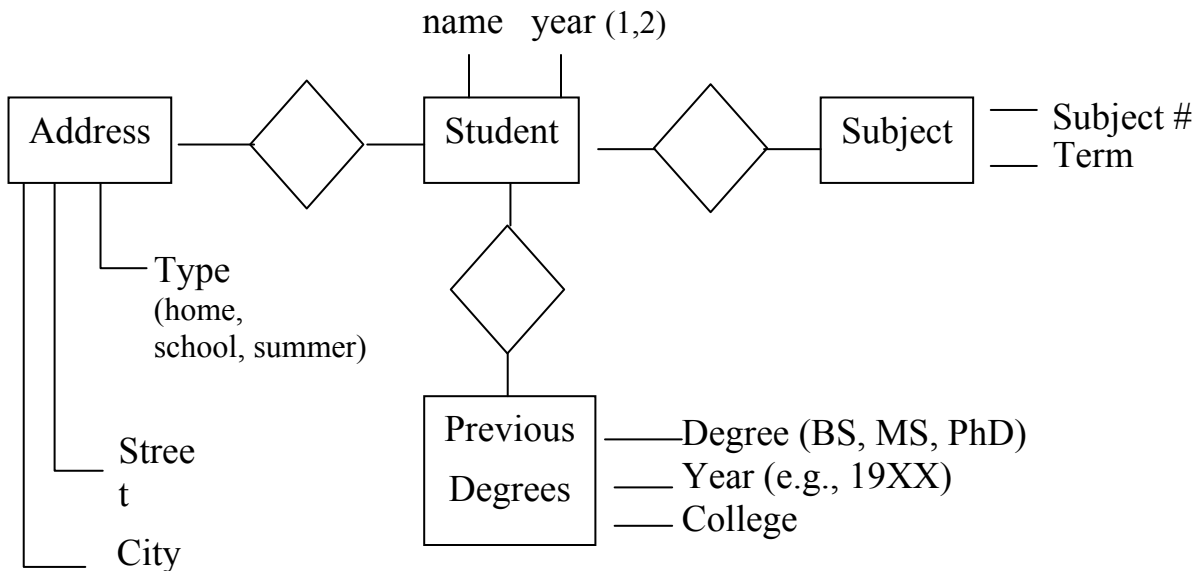 name year (1,2)
Address
Student
Subject
Subject #
Term
Type
(home,
school, summer)
Previous
Degrees
Degree (BS, MS, PhD)
Year (e.g., 19XX)
College
Stree
t
City